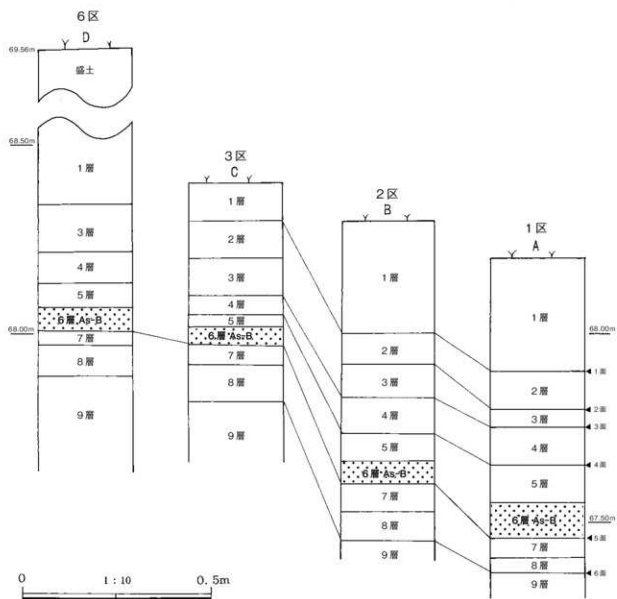 6区
D
69.56m
盛土
68.50m
1層
3層
4層
5層
6層 As-B
68.00m
7層
8層
9層
3区
C
1層
2層
3層
4層
5層
6層 As-B
7層
8層
9層
2区
B
1層
2層
3層
4層
5層
6層 As-B
7層
8層
9層
1区
A
1層
68.00m
1面
2層
2面
3層
3面
4層
4面
5層
6層 As-B
67.50m
5面
7層
8層
6面
9層
0 1:10 0.5m